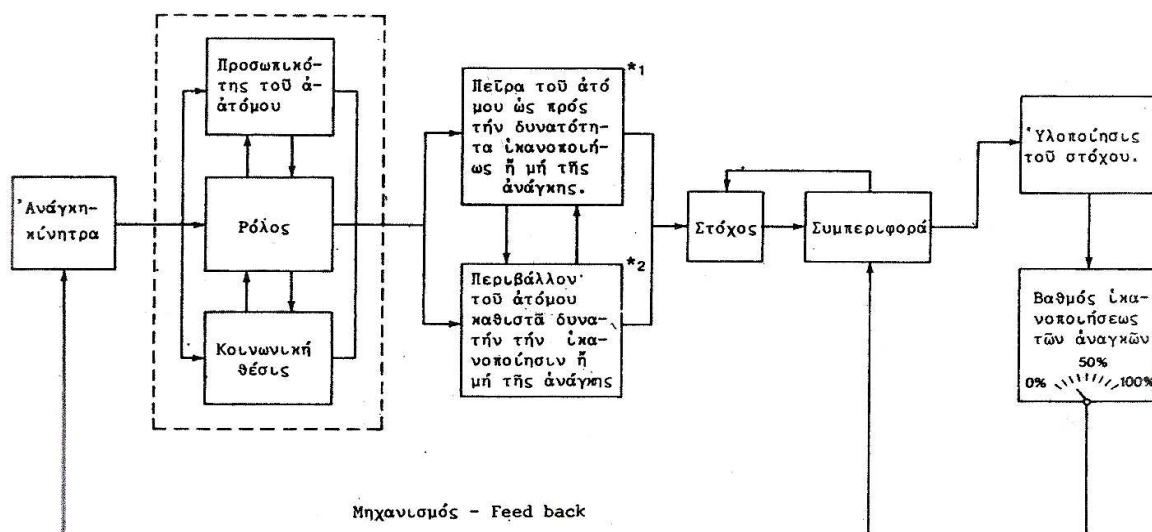 Ἀνάγκη-
κίνητρα
Προσωπικό-
της τοῦ ἀ-
ἀτόμου
Ρόλος
Κοινωνική
θέσις
*1
Πεῖρα τοῦ ἀτό
μου ὡς πρός
τήν δυνατότη-
τα ἱκανοποιή-
ως ἤ μή τῆς
ἀνάγκης.
*2
Περιβάλλον
τοῦ ἀτόμου
καθιστᾶ δυνα-
τήν τήν ἱκα-
νοποίησιν ἤ
μή τῆς ἀνάγκης
Στόχος
Συμπεριφορά
Ὑλοποίησις
τοῦ στόχου.
Βαθμός ἱκα-
νοποιήσεως
τῶν ἀναγκῶν
50%
0% 100%
Μηχανισμός - Feed back